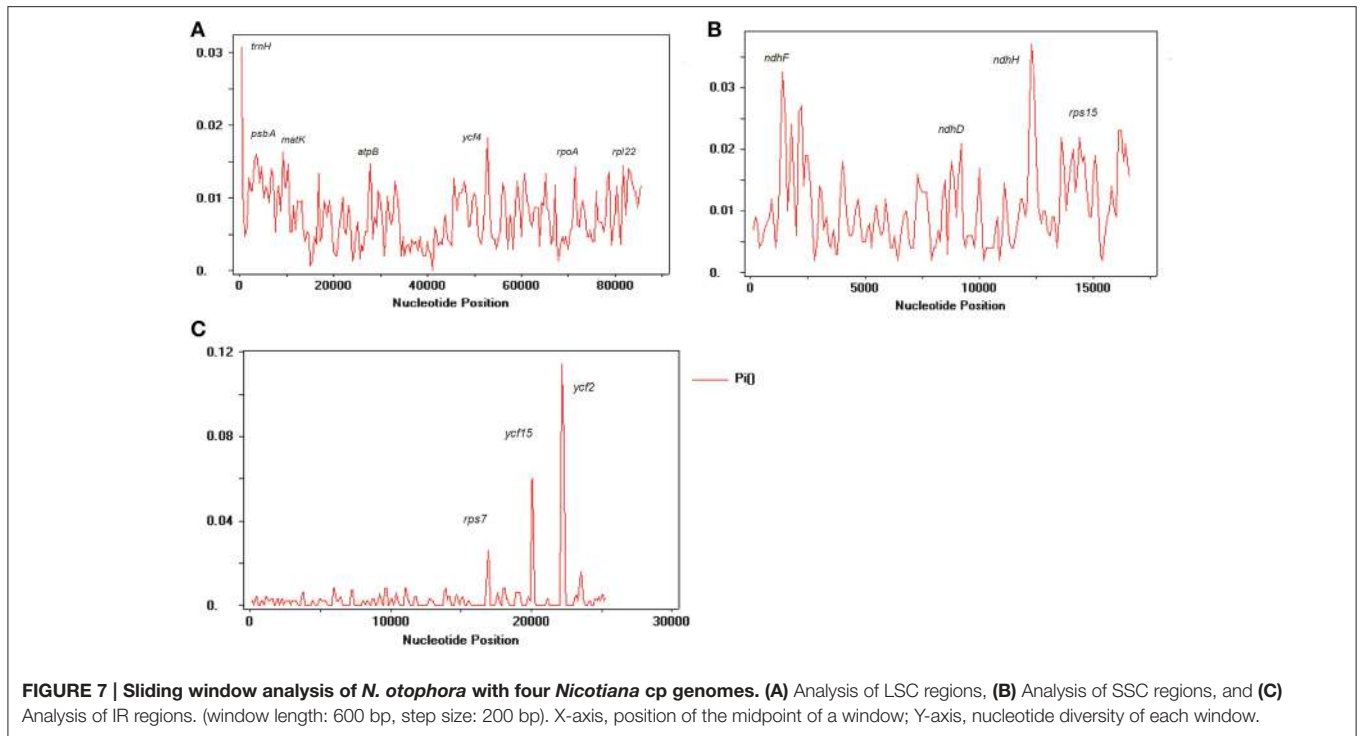 A
0.03
0.02
0.01
0.
trnH
psbA
matK
atpB
ycf4
rpoA
rpl22
0
20000
40000
60000
80000
Nucleotide Position
B
0.03
0.02
0.01
0.
ndhF
ndhD
ndhH
rps15
0
5000
10000
15000
Nucleotide Position
C
0.12
0.08
0.04
0.
rps7
ycf15
ycf2
0
10000
20000
30000
Nucleotide Position
Pi()
FIGURE 7 | Sliding window analysis of N. otophora with four Nicotiana cp genomes. (A) Analysis of LSC regions, (B) Analysis of SSC regions, and (C)
Analysis of IR regions. (window length: 600 bp, step size: 200 bp). X-axis, position of the midpoint of a window; Y-axis, nucleotide diversity of each window.